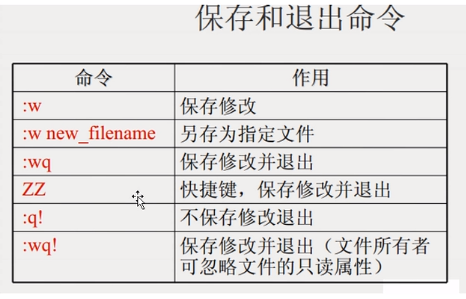 保存和退出命令
命令 作用
:w 保存修改
:w new_filename 另存为指定文件
:wq 保存修改并退出
ZZ 快捷键，保存修改并退出
:q! 不保存修改退出
:wq! 保存修改并退出（文件所有者
可忽略文件的只读属性）